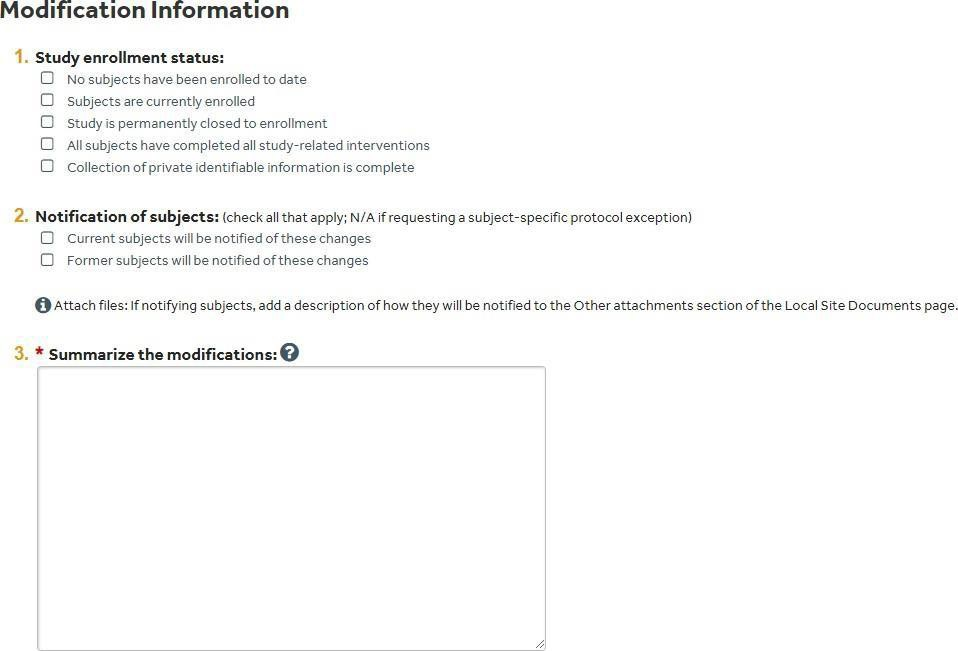 Modification Information
1. Study enrollment status:
No subjects have been enrolled to date
Subjects are currently enrolled
Study is permanently closed to enrollment
All subjects have completed all study-related interventions
Collection of private identifiable information is complete
2. Notification of subjects: (check all that apply; N/A if requesting a subject-specific protocol exception)
Current subjects will be notified of these changes
Former subjects will be notified of these changes
Attach files: If notifying subjects, add a description of how they will be notified to the Other attachments section of the Local Site Documents page.
3. * Summarize the modifications: ?